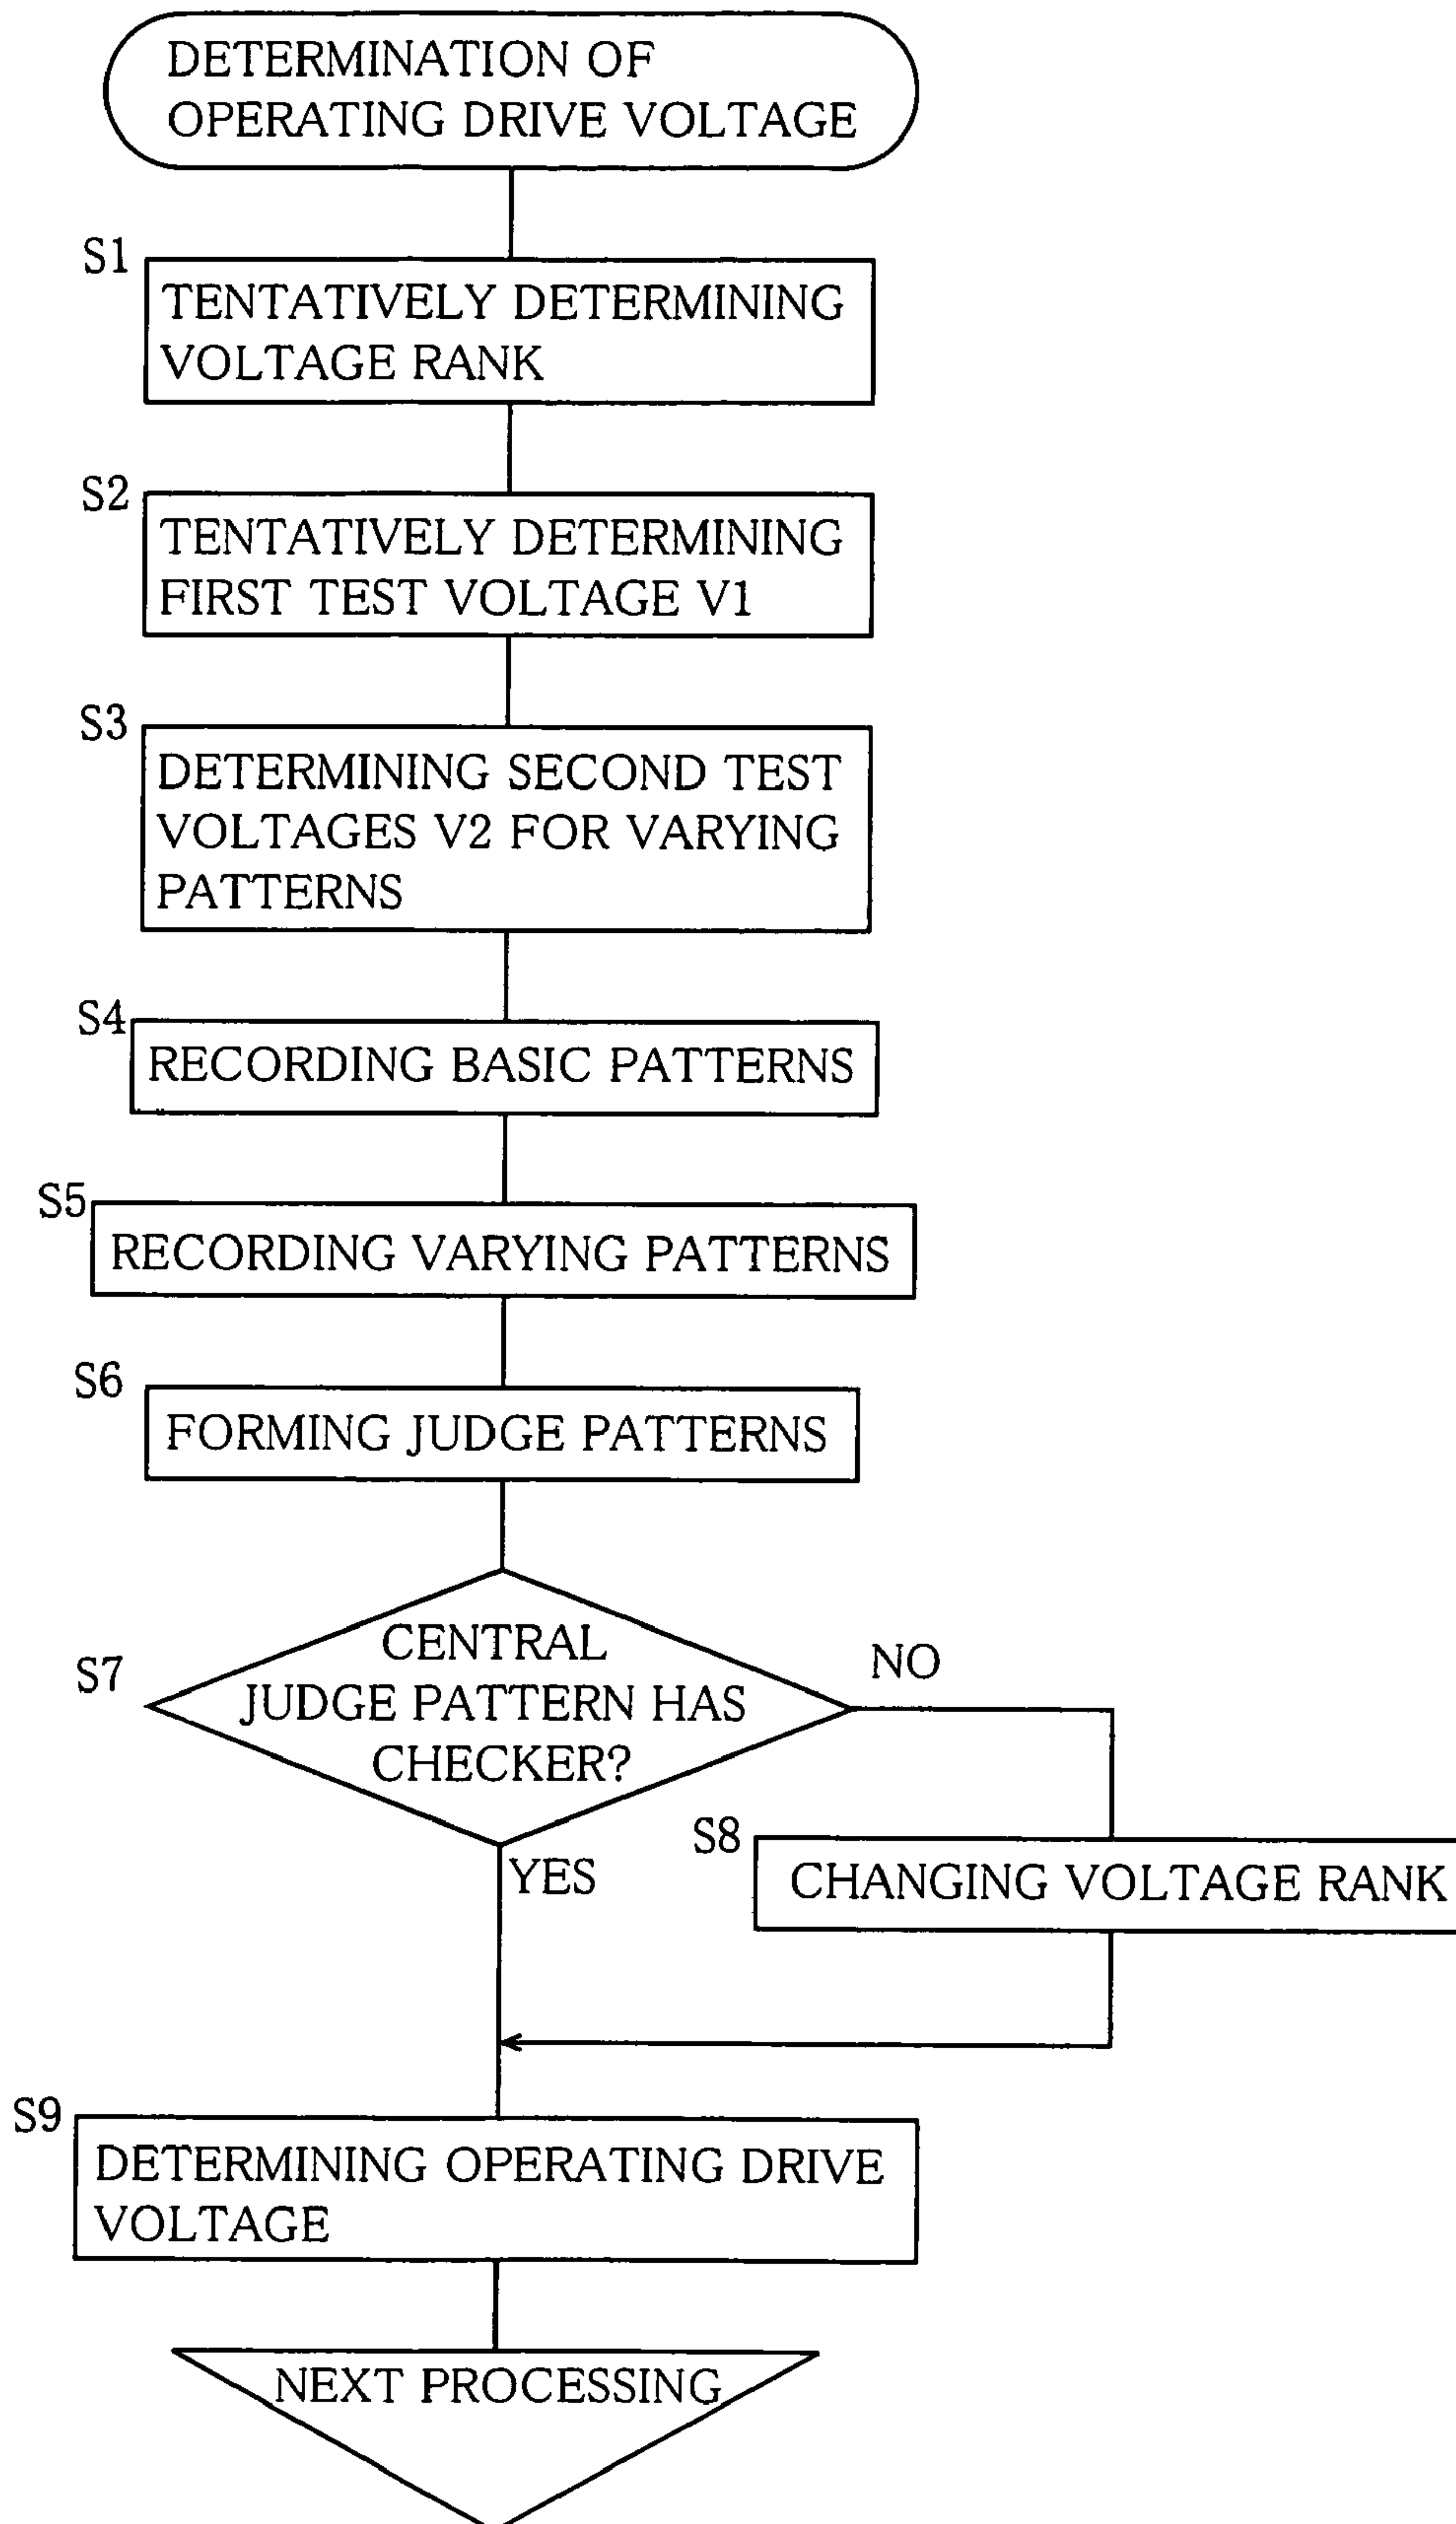 DETERMINATION OF
OPERATING DRIVE VOLTAGE
S1
TENTATIVELY DETERMINING
VOLTAGE RANK
S2
TENTATIVELY DETERMINING
FIRST TEST VOLTAGE V1
S3
DETERMINING SECOND TEST
VOLTAGES V2 FOR VARYING
PATTERNS
S4
RECORDING BASIC PATTERNS
S5
RECORDING VARYING PATTERNS
S6
FORMING JUDGE PATTERNS
S7
CENTRAL
JUDGE PATTERN HAS
CHECKER?
NO
YES
S8
CHANGING VOLTAGE RANK
S9
DETERMINING OPERATING DRIVE
VOLTAGE
NEXT PROCESSING